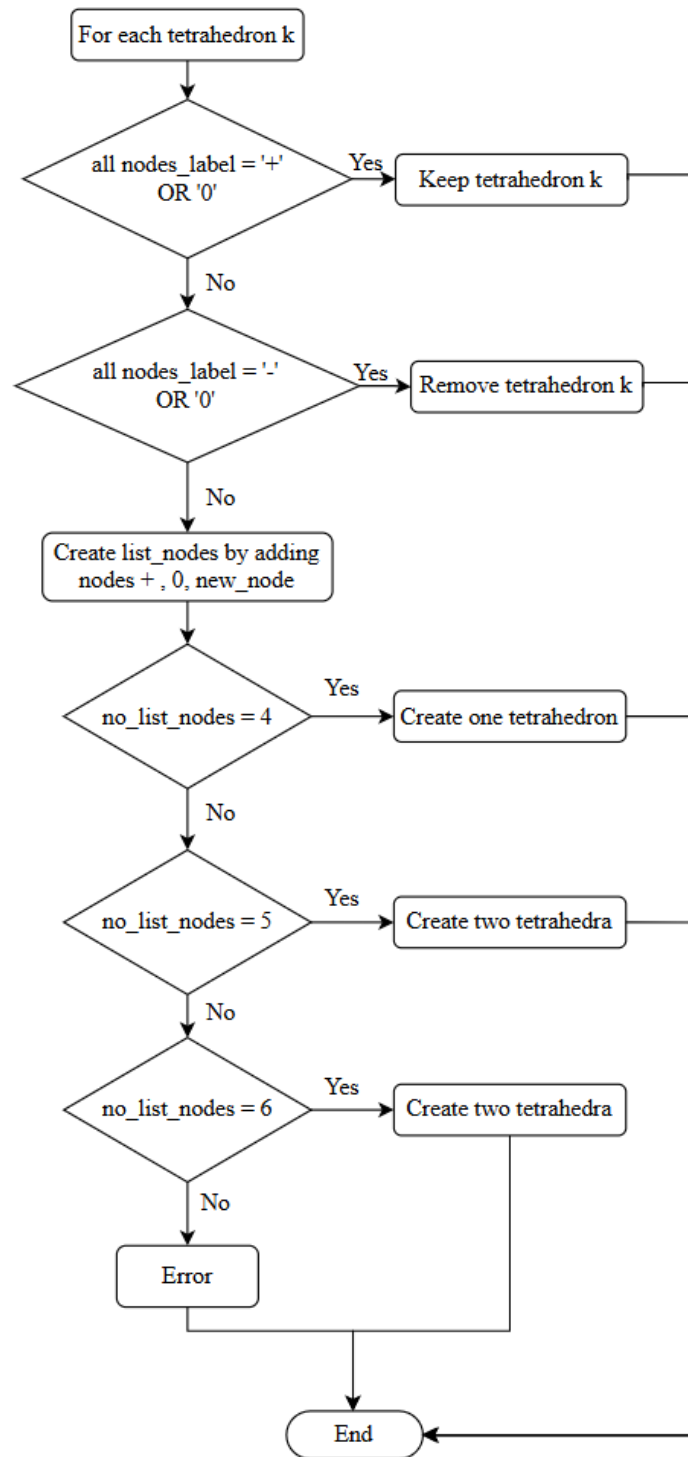 For each tetrahedron k
all nodes_label = '+'
OR '0'
Yes
Keep tetrahedron k
No
all nodes_label = '-'
OR '0'
Yes
Remove tetrahedron k
No
Create list_nodes by adding
nodes + , 0, new_node
no_list_nodes = 4
Yes
Create one tetrahedron
No
no_list_nodes = 5
Yes
Create two tetrahedra
No
no_list_nodes = 6
Yes
Create two tetrahedra
No
Error
End